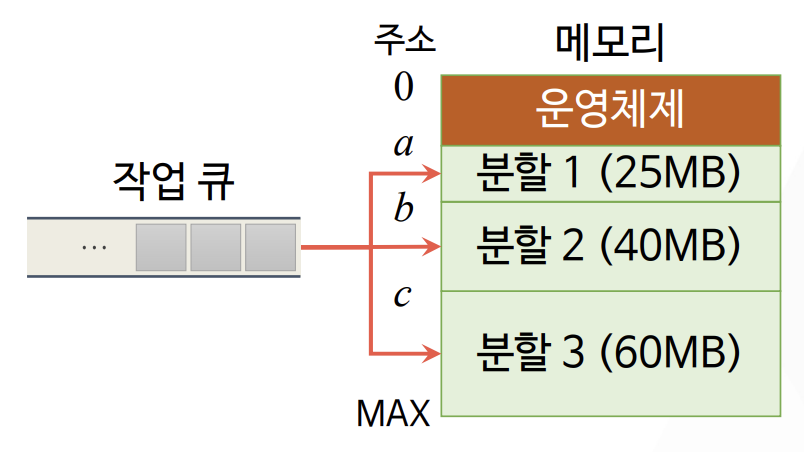 주소
메모리
0
운영체제
a
작업 큐
분할 1 (25MB)
b
…
분할 2 (40MB)
c
분할 3 (60MB)
MAX